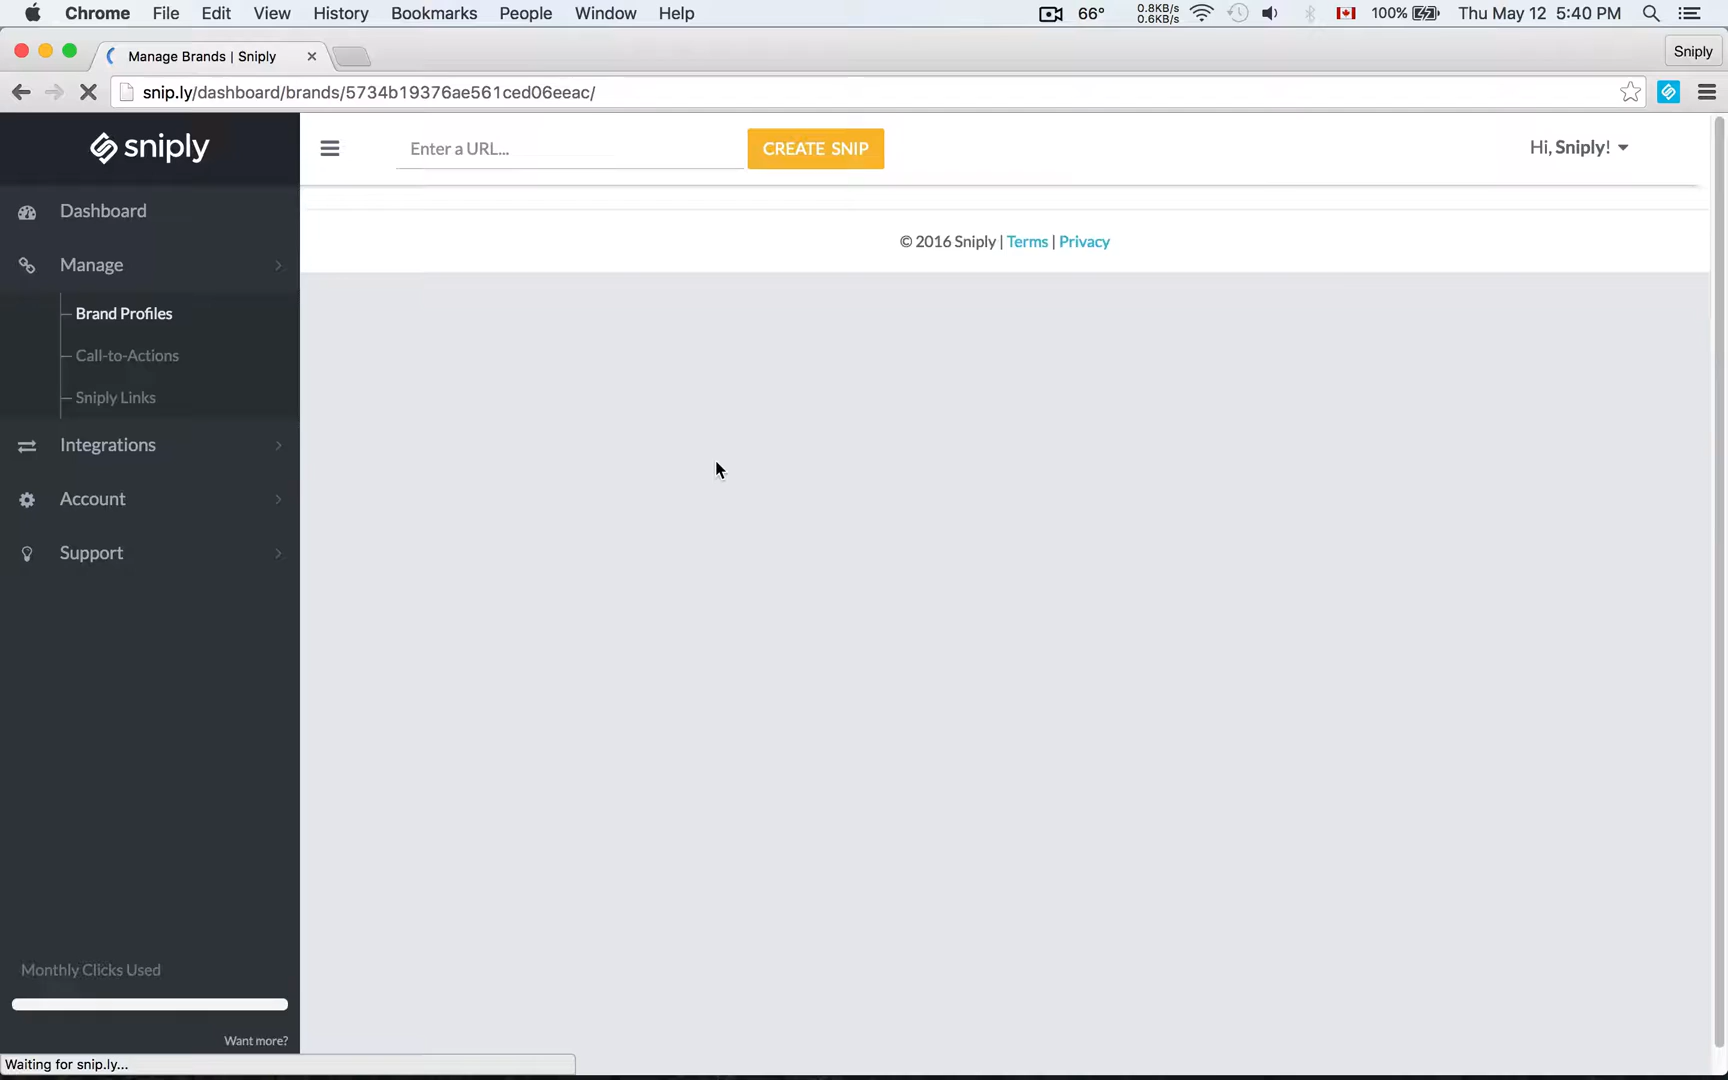 Chrome File Edit View History Bookmarks People Window Help 66° 0.8KB/s 0.6KB/s 100% Thu May 12 5:40 PM
Manage Brands | Sniply Sniply
snip.ly/dashboard/brands/5734b19376ae561ced06eeac/
sniply
Enter a URL... CREATE SNIP Hi, Sniply!
Dashboard
Manage
Brand Profiles
Call-to-Actions
Sniply Links
Integrations
Account
Support
© 2016 Sniply | Terms | Privacy
Monthly Clicks Used
Want more?
Waiting for snip.ly...